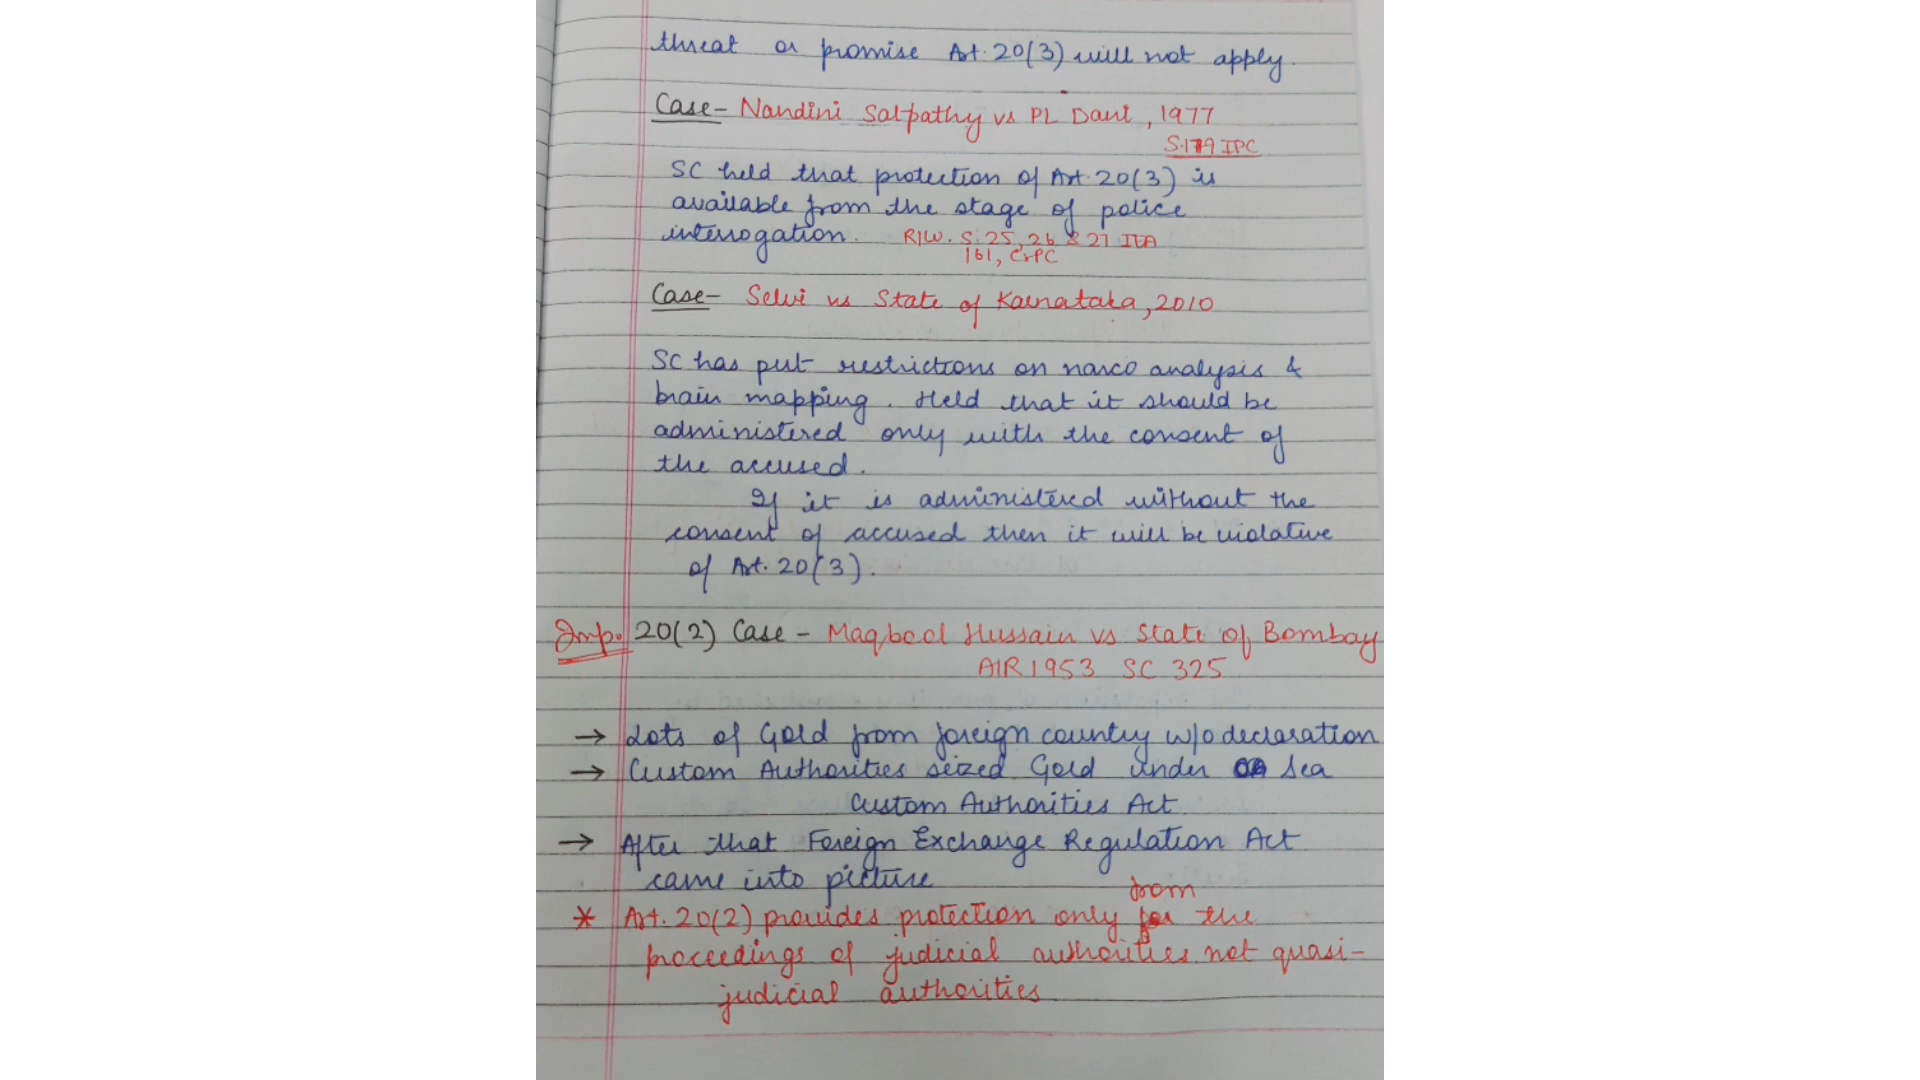 threat or promise Art. 20(3) will not apply.
Case - Nandini Satpathy vs PL Dani, 1977
S.179 IPC
SC held that protection of Art. 20(3) is
available from the stage of police
interrogation. R/W. S. 25, 26 & 27 IEA
161, CrPC
Case - Selvi vs State of Karnataka, 2010
SC has put restrictions on narco analysis &
brain mapping. Held that it should be
administered only with the consent of
the accused.
If it is administered without the
consent of accused then it will be violative
of Art. 20(3).
Imp. 20(2) Case - Maqbool Hussain vs State of Bombay
AIR 1953 SC 325
→ Lots of Gold from foreign country w/o declaration
→ Custom Authorities seized Gold under Sea
Custom Authorities Act
→ After that Foreign Exchange Regulation Act
came into picture
from
* Art. 20(2) provides protection only the
proceedings of judicial authorities not quasi-
judicial authorities